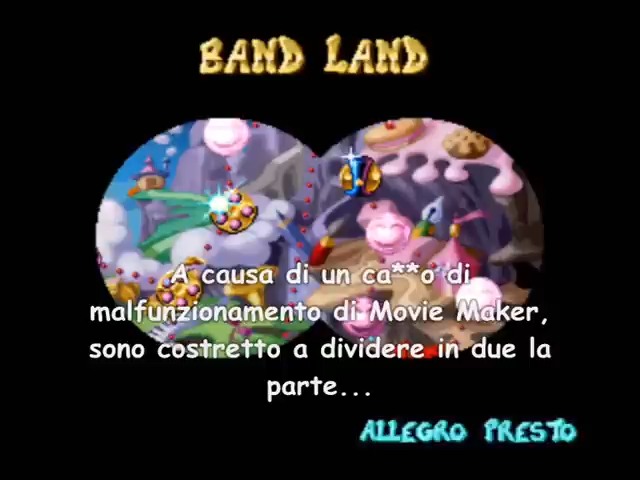 BAND LAND
A causa di un ca**o di
malfunzionamento di Movie Maker,
sono costretto a dividere in due la
parte...
ALLEGRO PRESTO